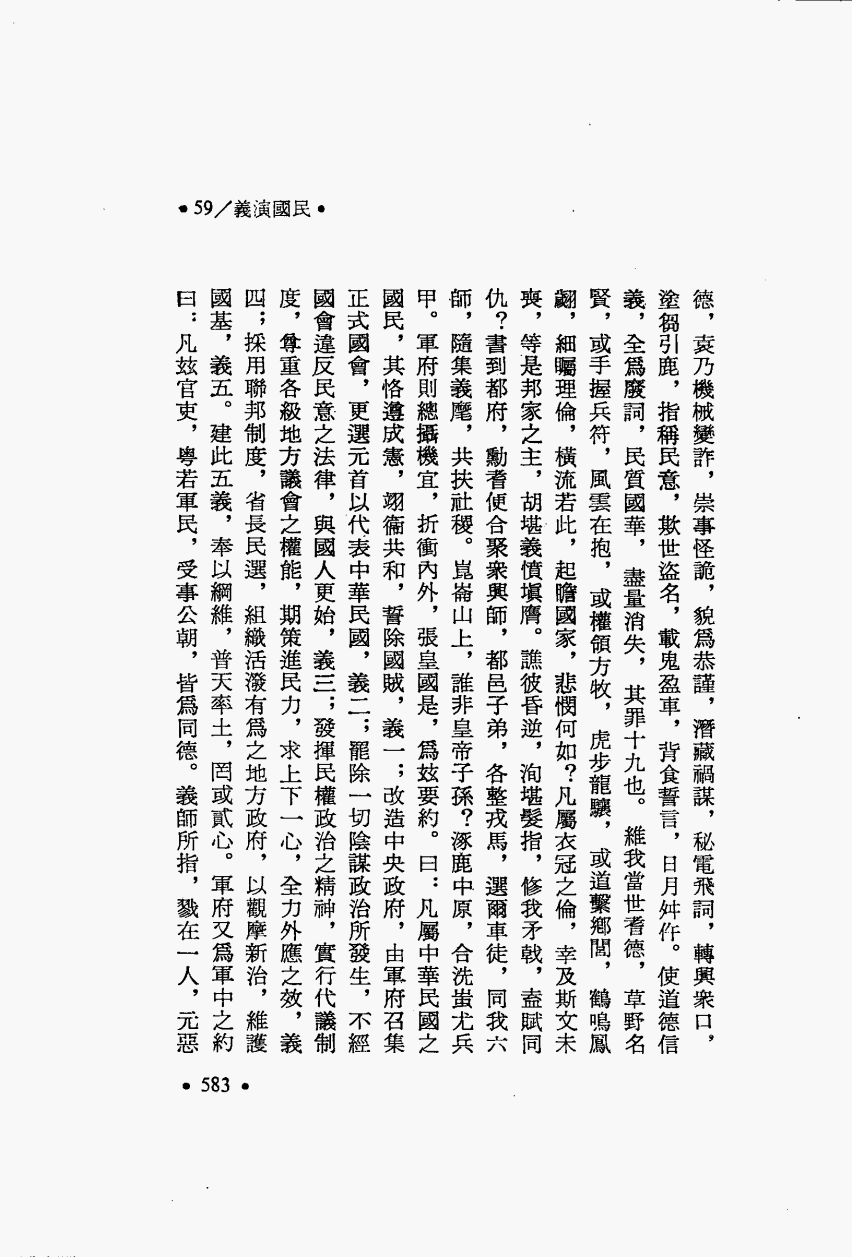 •59／義演國民•
德，袁乃機械變詐，崇事怪詭，貌爲恭謹，潛藏禍謀，秘電飛詞，轉興衆口，
塗芻引鹿，指稱民意，欺世盜名，載鬼盈車，背食誓言，日月舛作。使道德信
義，全爲廢詞，民質國華，盡量消失，其罪十九也。維我當世耆德，草野名
賢，或手握兵符，風雲在抱，或權領方牧，虎步龍驤，或道繫鄉閭，鶴鳴鳳
翽，細矚理倫，橫流若此，起瞻國家，悲憫何如？凡屬衣冠之倫，幸及斯文未
喪，等是邦家之主，胡堪義憤塡膺。譙彼昏逆，洵堪髮指，修我矛戟，盍賦同
仇？書到都府，勳耆便合聚衆興師，都邑子弟，各整戎馬，選爾車徒，同我六
師，隨集義麾，共扶社稷。崑崙山上，誰非皇帝子孫？涿鹿中原，合洗蚩尤兵
甲。軍府則總攝機宜，折衝內外，張皇國是，爲玆要約。曰：凡屬中華民國之
國民，其恪遵成憲，翊衞共和，誓除國賊，義一；改造中央政府，由軍府召集
正式國會，更選元首以代表中華民國，義二；罷除一切陰謀政治所發生，不經
國會違反民意之法律，與國人更始，義三；發揮民權政治之精神，實行代議制
度，尊重各級地方議會之權能，期策進民力，求上下一心，全力外應之效，義
四；採用聯邦制度，省長民選，組織活潑有爲之地方政府，以觀摩新治，維護
國基，義五。建此五義，奉以綱維，普天率土，罔或貳心。軍府又爲軍中之約
曰：凡玆官吏，粵若軍民，受事公朝，皆爲同德。義師所指，戮在一人，元惡
•583•